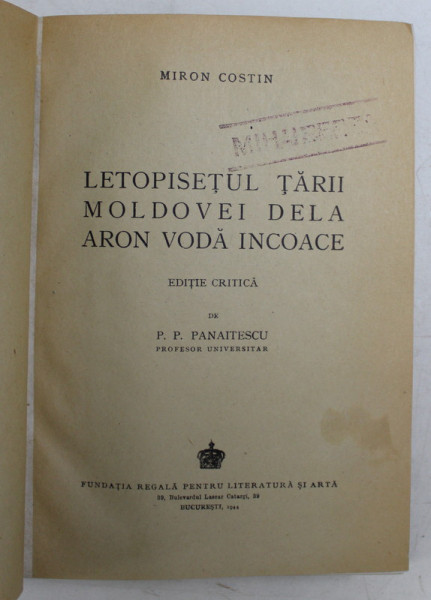 MIRON COSTIN
LETOPISEȚUL ȚĂRII
MOLDOVEI DELA
ARON VODĂ INCOACE
EDIȚIE CRITICĂ
DE
P. P. PANAITESCU
PROFESOR UNIVERSITAR
FUNDAȚIA REGALĂ PENTRU LITERATURĂ ȘI ARTĂ
39, Bulevardul Lascar Catargi, 39
BUCUREȘTI, 1944